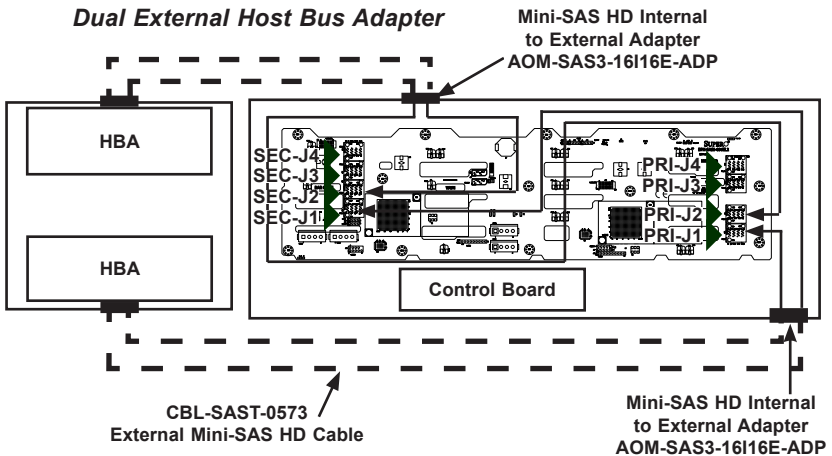 Dual External Host Bus Adapter
Mini-SAS HD Internal
to External Adapter
AOM-SAS3-16I16E-ADP
HBA
SEC-J4
SEC-J3
SEC-J2
SEC-J1
SUPER
PRI-J4
PRI-J3
PRI-J2
PRI-J1
HBA
Control Board
CBL-SAST-0573
External Mini-SAS HD Cable
Mini-SAS HD Internal
to External Adapter
AOM-SAS3-16I16E-ADP